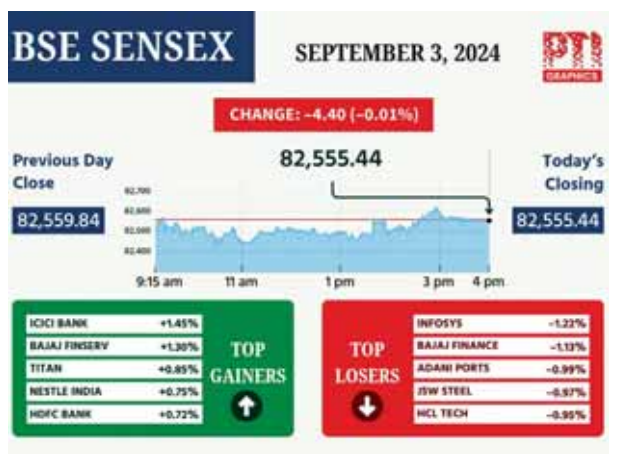 BSE SENSEX
SEPTEMBER 3, 2024
PTI
GRAPHICS
CHANGE: –4.40 (–0.01%)
Previous Day
Close
82,559.84
82,555.44
Today's
Closing
82,555.44
82,700
82,600
82,500
82,400
9:15 am 11 am 1 pm 3 pm 4 pm
ICICI BANK +1.45%
BAJAJ FINSERV +1.30%
TITAN +0.85%
NESTLE INDIA +0.75%
HDFC BANK +0.72%
TOP
GAINERS
TOP
LOSERS
INFOSYS –1.22%
BAJAJ FINANCE –1.13%
ADANI PORTS –0.99%
JSW STEEL –0.97%
HCL TECH –0.95%